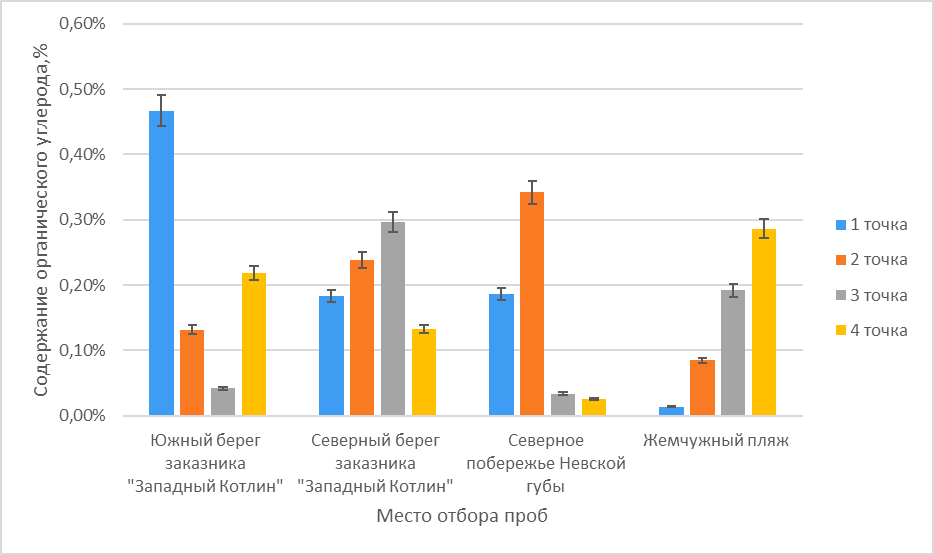 0,60%
0,50%
0,40%
0,30%
0,20%
0,10%
0,00%
Содержание органического углерода,%
Южный берег
заказника
"Западный Котлин"
Северный берег
заказника
"Западный Котлин"
Северное
побережье Невской
губы
Жемчужный пляж
Место отбора проб
1 точка
2 точка
3 точка
4 точка